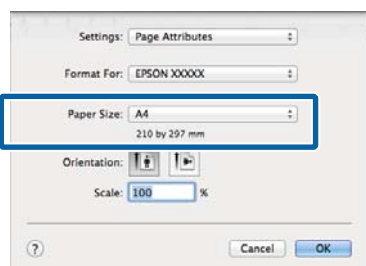 Settings: Page Attributes
Format For: EPSON XXXXX
Paper Size: A4
210 by 297 mm
Orientation:
Scale: 100 %
? Cancel OK